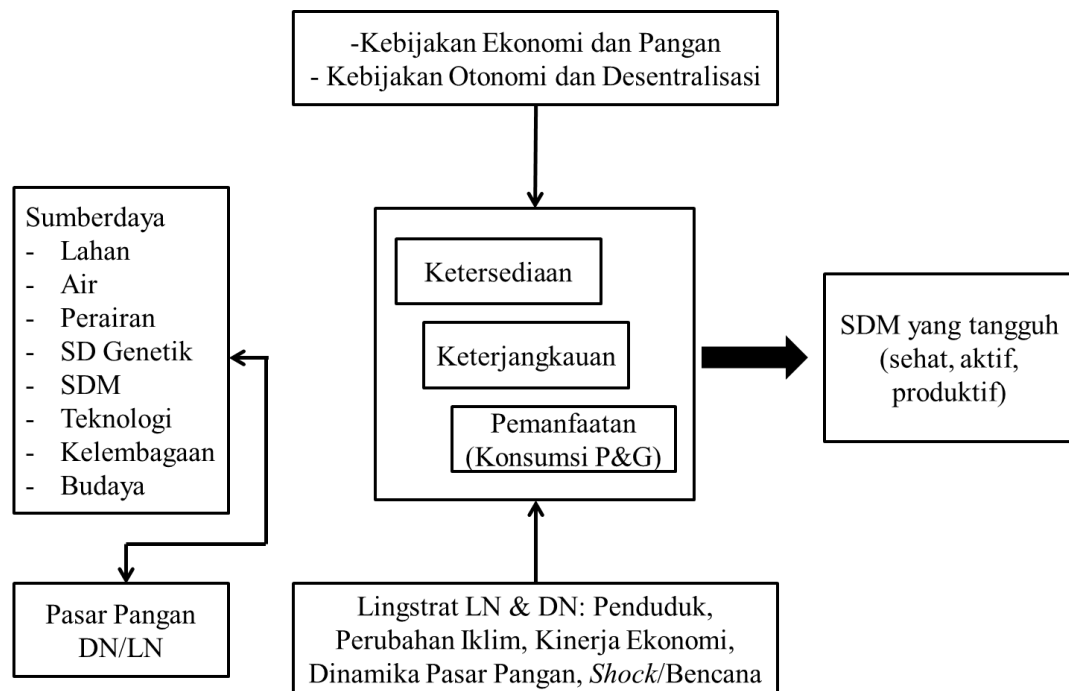 -Kebijakan Ekonomi dan Pangan
- Kebijakan Otonomi dan Desentralisasi
Sumberdaya
- Lahan
- Air
- Perairan
- SD Genetik
- SDM
- Teknologi
- Kelembagaan
- Budaya
Ketersediaan
Keterjangkauan
Pemanfaatan
(Konsumsi P&G)
SDM yang tangguh
(sehat, aktif,
produktif)
Pasar Pangan
DN/LN
Lingstrat LN & DN: Penduduk,
Perubahan Iklim, Kinerja Ekonomi,
Dinamika Pasar Pangan, Shock/Bencana